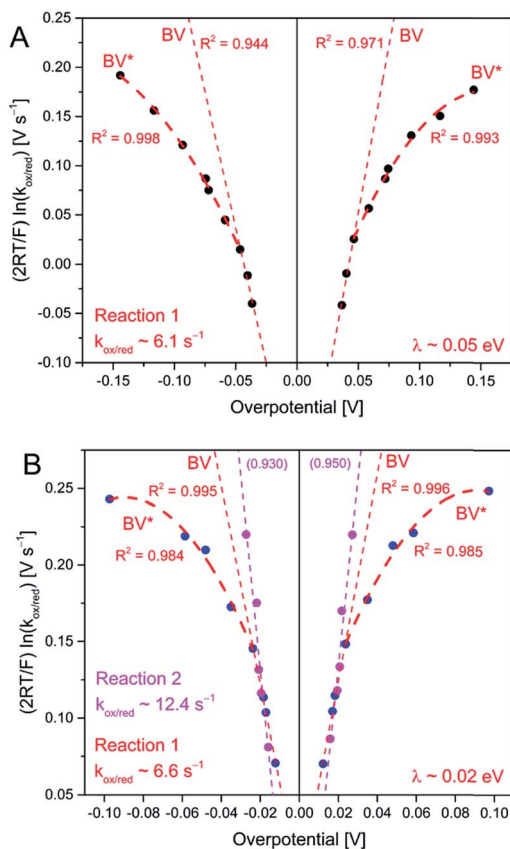 A
BV
R² = 0.944
R² = 0.971
BV
BV*
BV*
R² = 0.998
R² = 0.993
(2RT/F) ln(k_ox/red) [V s⁻¹]
0.25
0.20
0.15
0.10
0.05
0.00
-0.05
-0.10
Reaction 1
k_ox/red ~ 6.1 s⁻¹
λ ~ 0.05 eV
-0.15 -0.10 -0.05 0.00 0.05 0.10 0.15
Overpotential [V]
B
BV
(0.930)
(0.950)
BV
R² = 0.995
R² = 0.996
BV*
BV*
R² = 0.984
R² = 0.985
(2RT/F) ln(k_ox/red) [V s⁻¹]
0.25
0.20
0.15
0.10
0.05
Reaction 2
k_ox/red ~ 12.4 s⁻¹
Reaction 1
k_ox/red ~ 6.6 s⁻¹
λ ~ 0.02 eV
-0.10 -0.08 -0.06 -0.04 -0.02 0.00 0.02 0.04 0.06 0.08 0.10
Overpotential [V]